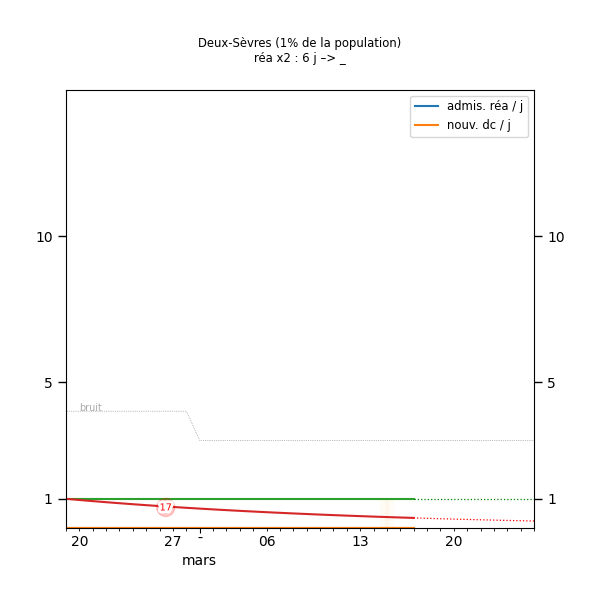 Deux-Sèvres (1% de la population)
réa x2 : 6 j –> _
admis. réa / j
nouv. dc / j
10
10
5
5
bruit
1
1
17
20
27
-
06
13
20
mars